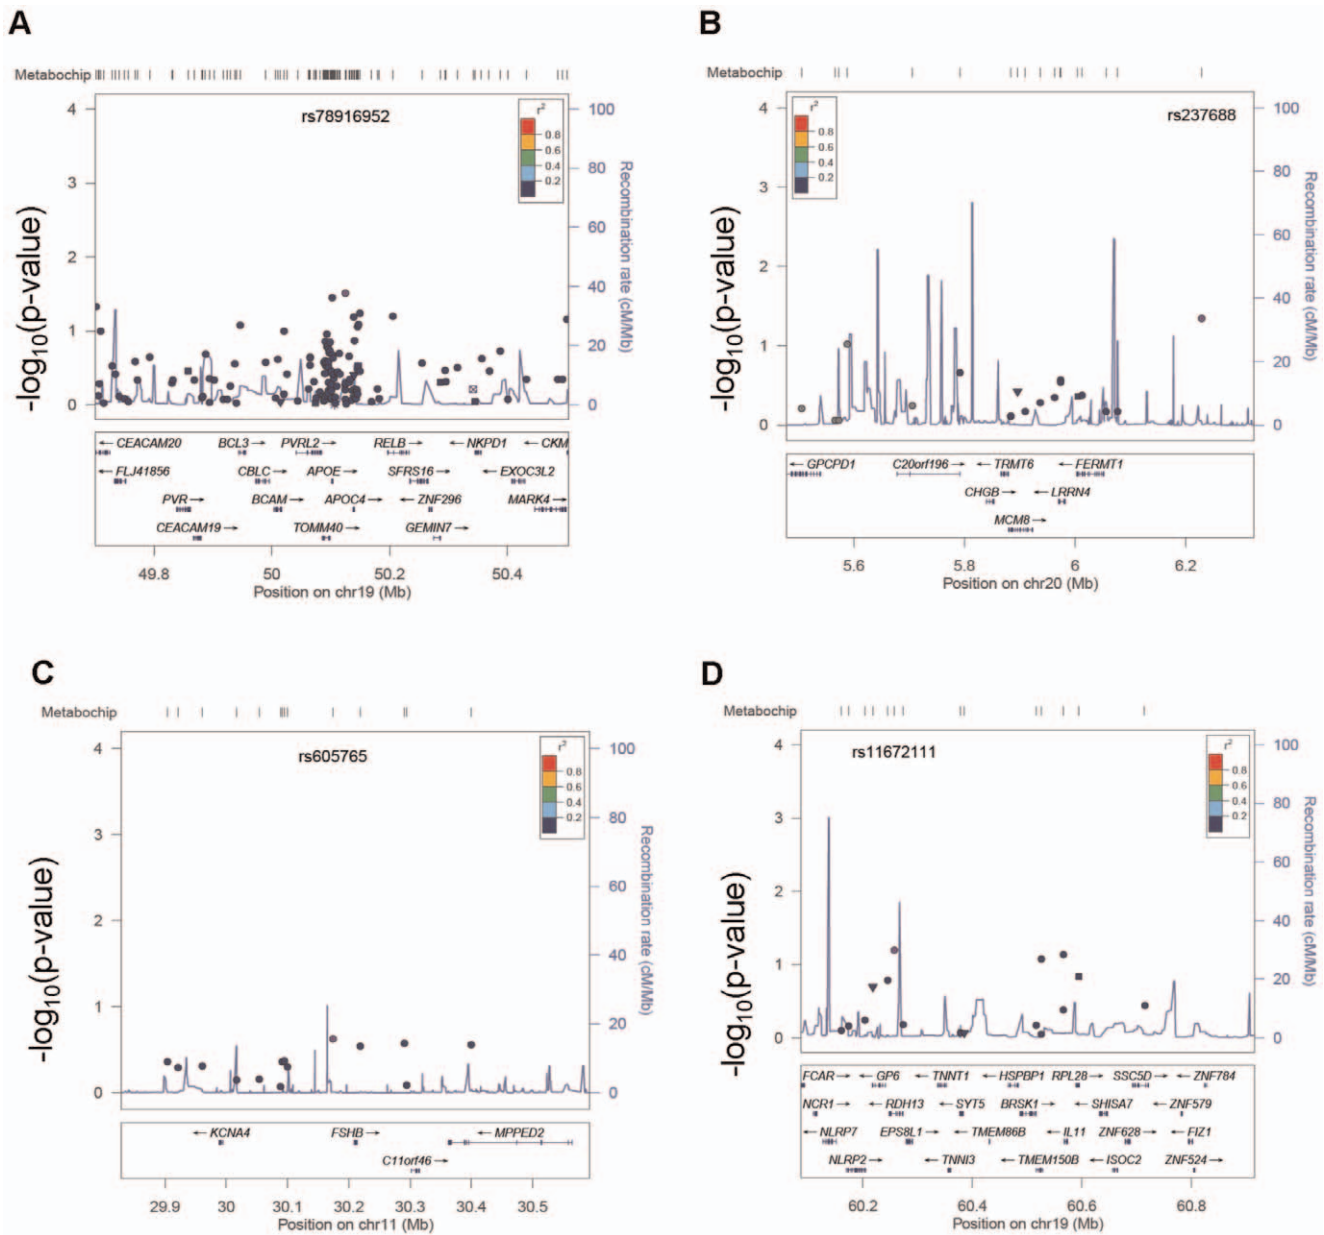 A
Metabochip
rs78916952
r²
0.8
0.6
0.4
0.2
4
3
2
1
0
100
80
60
40
20
0
-log10(p-value)
Recombination rate (cM/Mb)
← CEACAM20 BCL3 → PVRL2 → RELB → ← NKPD1 ← CKM
← FLJ41856 CBLC → APOE → SFRS16 → ← EXOC3L2
PVR → BCAM → APOC4 → ← ZNF296 MARK4 →
CEACAM19 → TOMM40 → GEMIN7 →
49.8 50 50.2 50.4
Position on chr19 (Mb)
B
Metabochip
rs237688
r²
0.8
0.6
0.4
0.2
4
3
2
1
0
100
80
60
40
20
0
-log10(p-value)
Recombination rate (cM/Mb)
← GPCPD1 C20orf196 → ← TRMT6 ← FERMT1
CHGB → ← LRRN4
MCM8 →
5.6 5.8 6 6.2
Position on chr20 (Mb)
C
Metabochip
rs605765
r²
0.8
0.6
0.4
0.2
4
3
2
1
0
100
80
60
40
20
0
-log10(p-value)
Recombination rate (cM/Mb)
← KCNA4 FSHB → ← MPPED2
C11orf46 →
29.9 30 30.1 30.2 30.3 30.4 30.5
Position on chr11 (Mb)
D
Metabochip
rs11672111
r²
0.8
0.6
0.4
0.2
4
3
2
1
0
100
80
60
40
20
0
-log10(p-value)
Recombination rate (cM/Mb)
FCAR → ← GP6 ← TNNT1 ← HSPBP1 RPL28 → SSC5D → ← ZNF784
NCR1 → ← RDH13 ← SYT5 BRSK1 → ← SHISA7 ← ZNF579
← NLRP7 EPS8L1 → ← TMEM86B ← IL11 ZNF628 → ← FIZ1
NLRP2 → ← TNNI3 ← TMEM150B ← ISOC2 ZNF524 →
60.2 60.4 60.6 60.8
Position on chr19 (Mb)